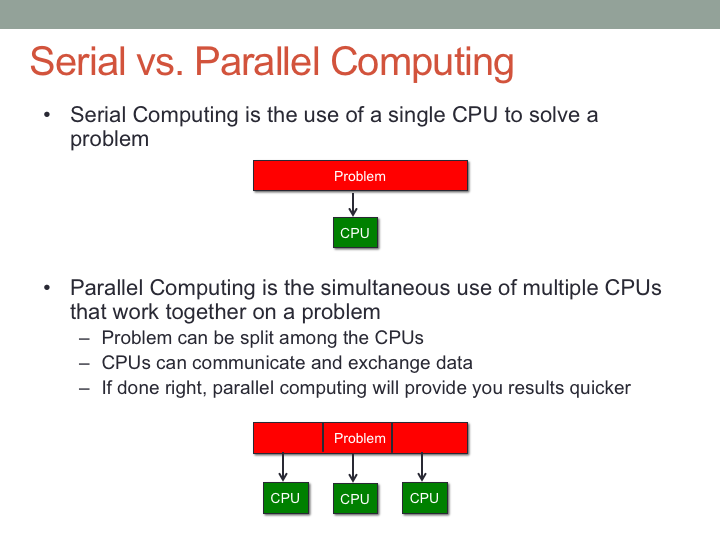 Serial vs. Parallel Computing
• Serial Computing is the use of a single CPU to solve a
problem
Problem
CPU
• Parallel Computing is the simultaneous use of multiple CPUs
that work together on a problem
– Problem can be split among the CPUs
– CPUs can communicate and exchange data
– If done right, parallel computing will provide you results quicker
Problem
CPU CPU CPU